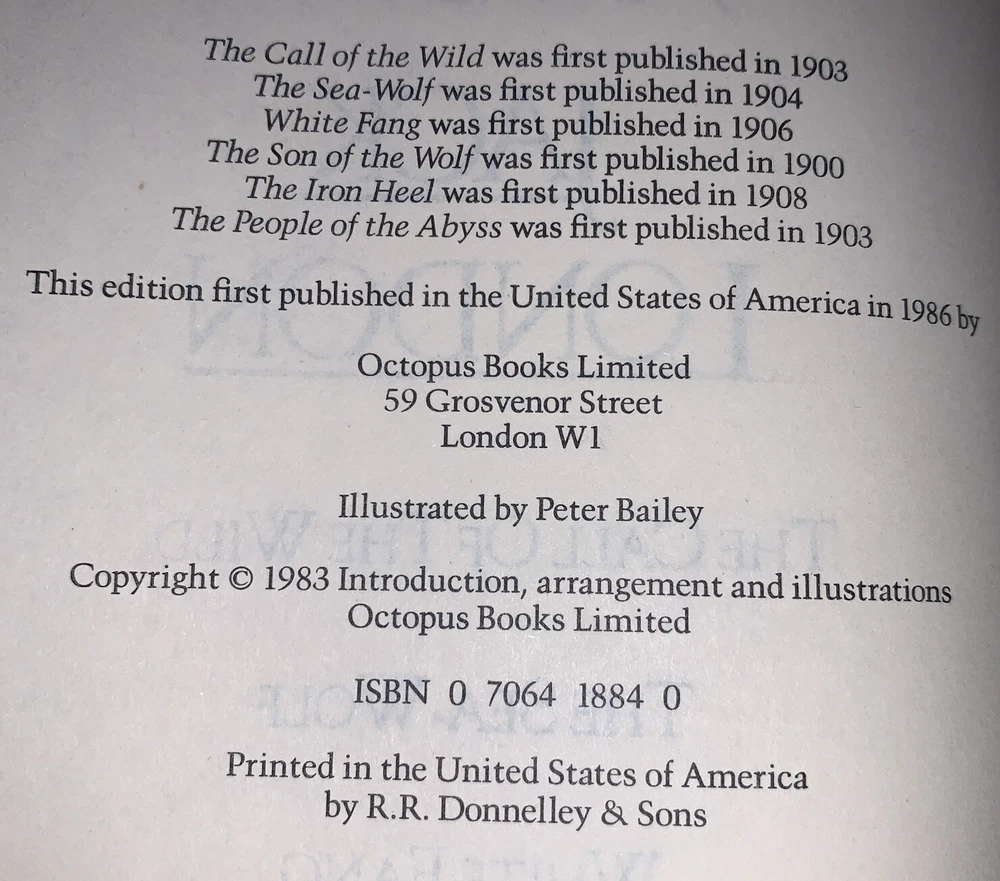 The Call of the Wild was first published in 1903
The Sea-Wolf was first published in 1904
White Fang was first published in 1906
The Son of the Wolf was first published in 1900
The Iron Heel was first published in 1908
The People of the Abyss was first published in 1903
This edition first published in the United States of America in 1986 by
Octopus Books Limited
59 Grosvenor Street
London W1
Illustrated by Peter Bailey
Copyright © 1983 Introduction, arrangement and illustrations
Octopus Books Limited
ISBN 0 7064 1884 0
Printed in the United States of America
by R.R. Donnelley & Sons